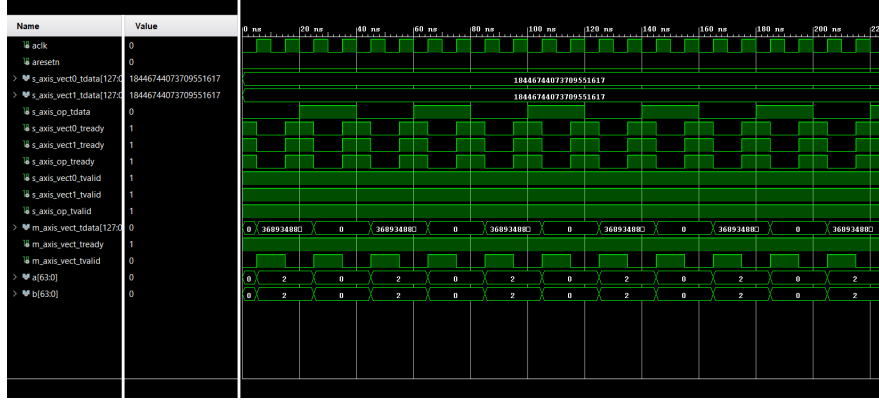 Name Value 0 ns 20 ns 40 ns 60 ns 80 ns 100 ns 120 ns 140 ns 160 ns 180 ns 200 ns 22
aclk 0
aresetn 0
s_axis_vect0_tdata[127:0 18446744073709551617 18446744073709551617
s_axis_vect1_tdata[127:0 18446744073709551617 18446744073709551617
s_axis_op_tdata 0
s_axis_vect0_tready 1
s_axis_vect1_tready 1
s_axis_op_tready 1
s_axis_vect0_tvalid 1
s_axis_vect1_tvalid 1
s_axis_op_tvalid 1
m_axis_vect_tdata[127:0 0 0 36893488□ 0 36893488□ 0 36893488□ 0 36893488□ 0 36893488□ 0 36893488□
m_axis_vect_tready 1
m_axis_vect_tvalid 0
a[63:0] 0 0 2 0 2 0 2 0 2 0 2 0 2
b[63:0] 0 0 2 0 2 0 2 0 2 0 2 0 2